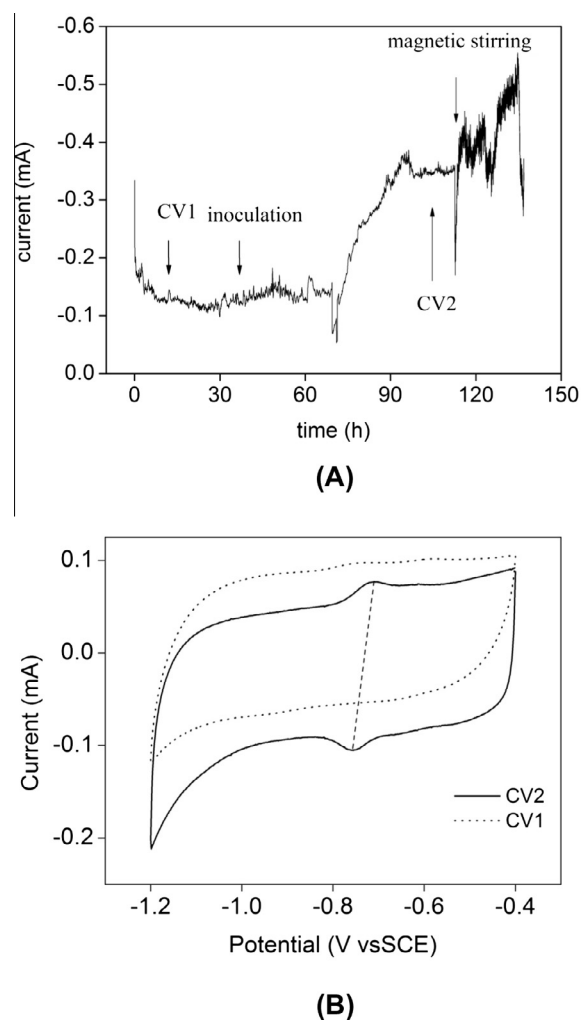 -0.6
magnetic stirring
-0.5
-0.4
current (mA)
-0.3
CV1 inoculation
-0.2
-0.1
CV2
0.0
0 30 60 90 120 150
time (h)
(A)
0.1
0.0
Current (mA)
-0.1
CV2
CV1
-0.2
-1.2 -1.0 -0.8 -0.6 -0.4
Potential (V vsSCE)
(B)